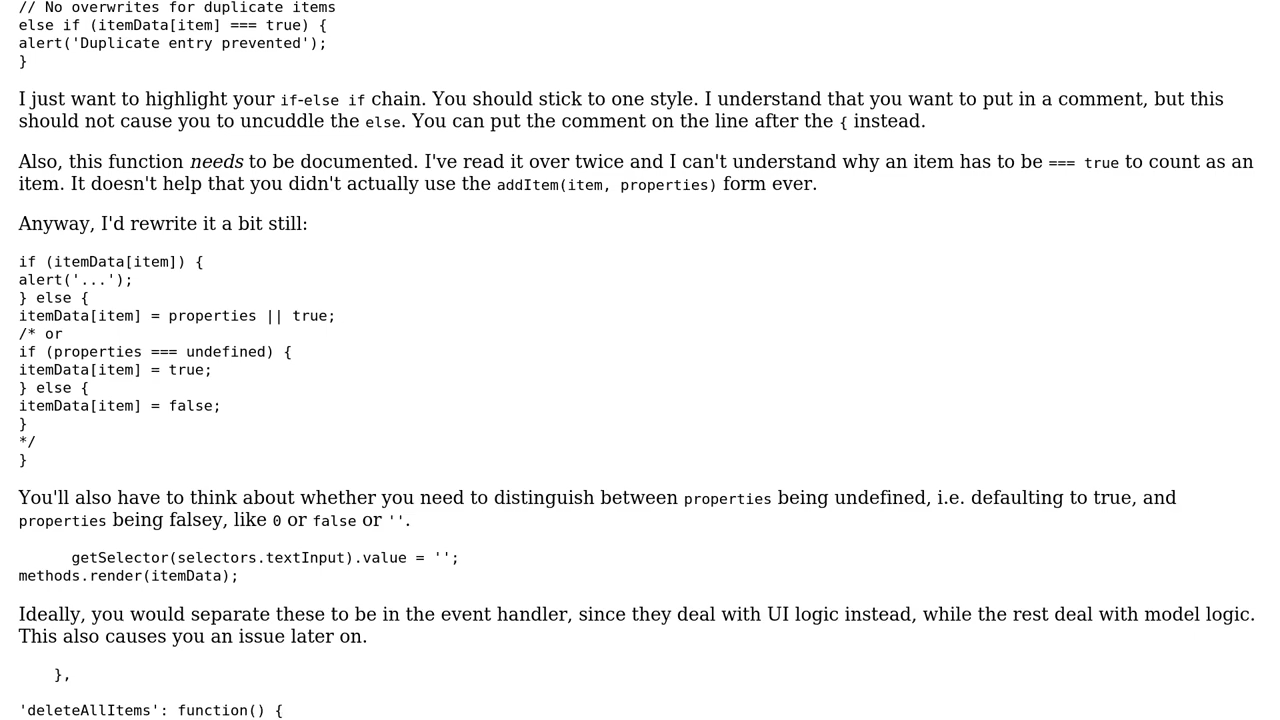 // No overwrites for duplicate items
else if (itemData[item] === true) {
alert('Duplicate entry prevented');
}
I just want to highlight your if-else if chain. You should stick to one style. I understand that you want to put in a comment, but this
should not cause you to uncuddle the else. You can put the comment on the line after the { instead.
Also, this function needs to be documented. I've read it over twice and I can't understand why an item has to be === true to count as an
item. It doesn't help that you didn't actually use the addItem(item, properties) form ever.
Anyway, I'd rewrite it a bit still:
if (itemData[item]) {
alert('...');
} else {
itemData[item] = properties || true;
/* or
if (properties === undefined) {
itemData[item] = true;
} else {
itemData[item] = false;
}
*/
}
You'll also have to think about whether you need to distinguish between properties being undefined, i.e. defaulting to true, and
properties being falsey, like 0 or false or ''.
getSelector(selectors.textInput).value = '';
methods.render(itemData);
Ideally, you would separate these to be in the event handler, since they deal with UI logic instead, while the rest deal with model logic.
This also causes you an issue later on.
},
'deleteAllItems': function() {